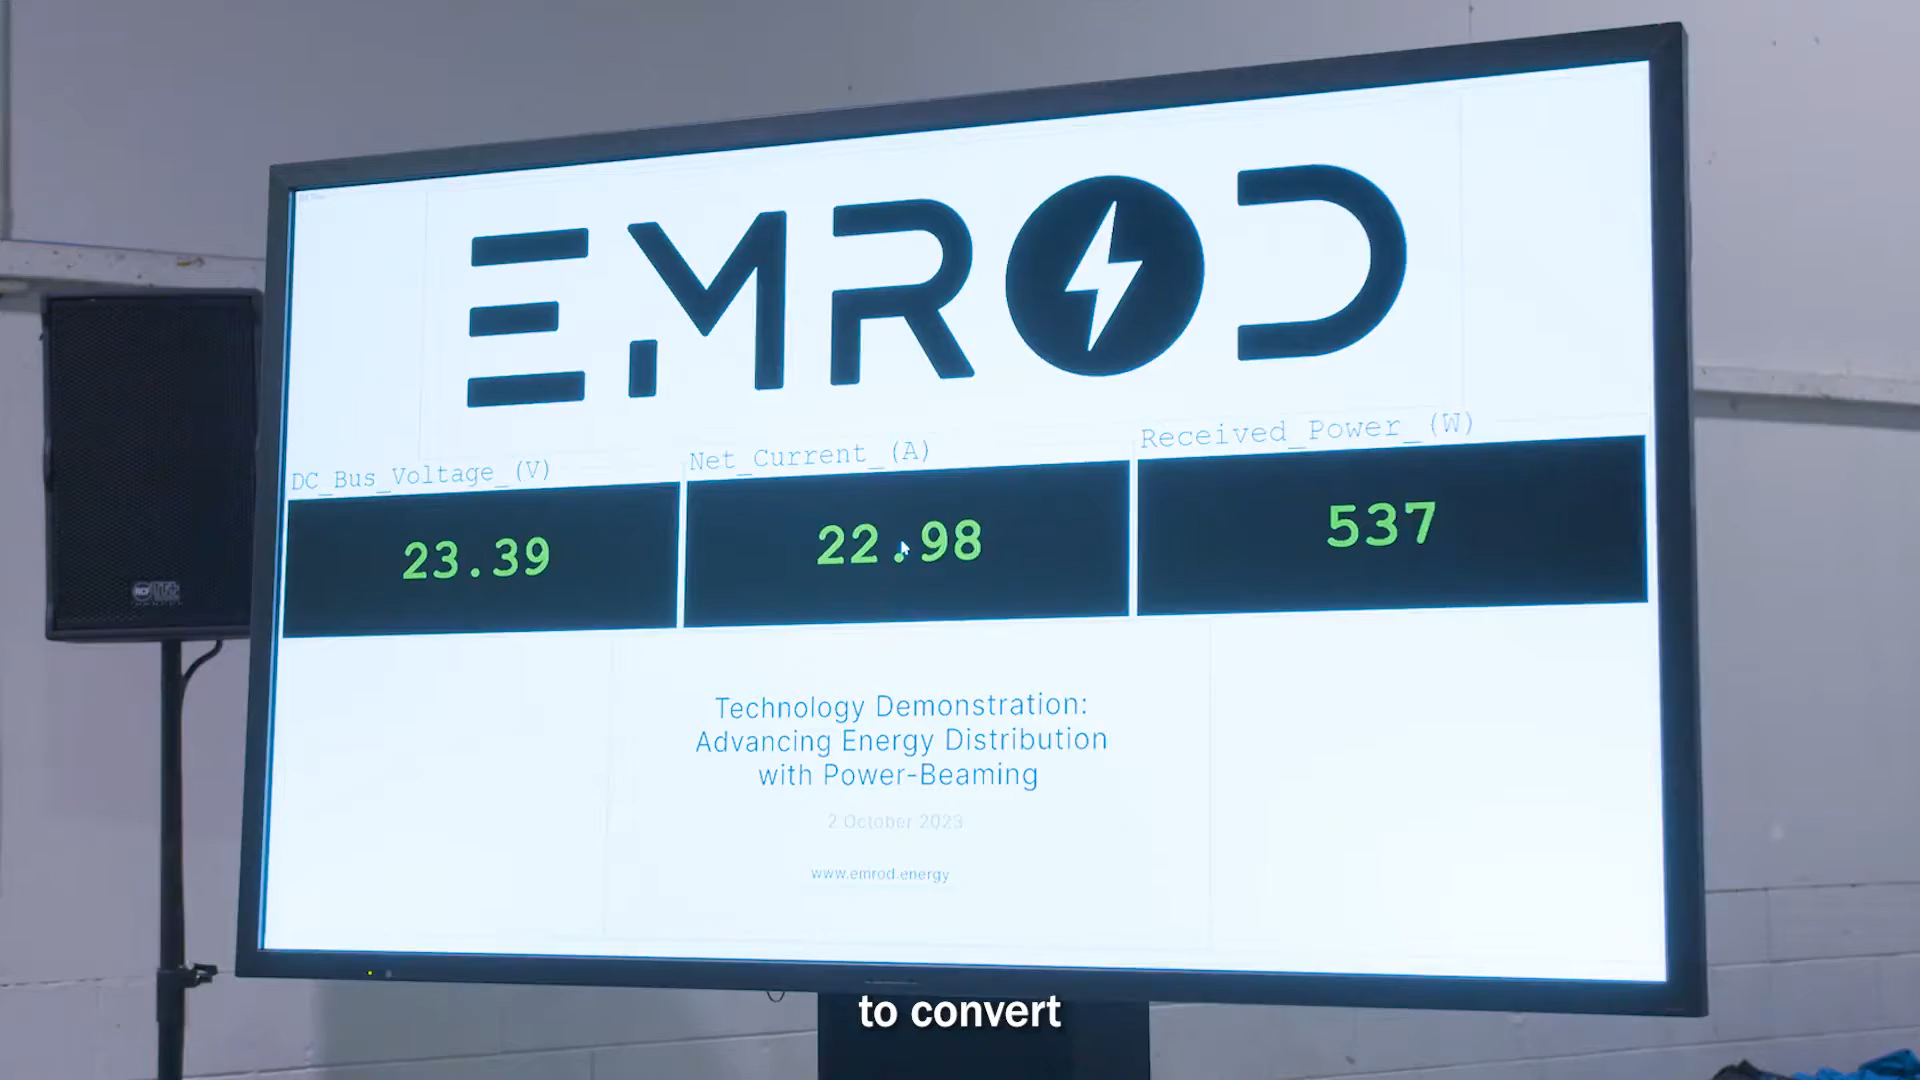 EMROD
DC_Bus_Voltage_(V)
Net_Current_(A)
Received_Power_(W)
23.39
22.98
537
Technology Demonstration:
Advancing Energy Distribution
with Power-Beaming
2 October 2023
www.emrod.energy
RCF
to convert